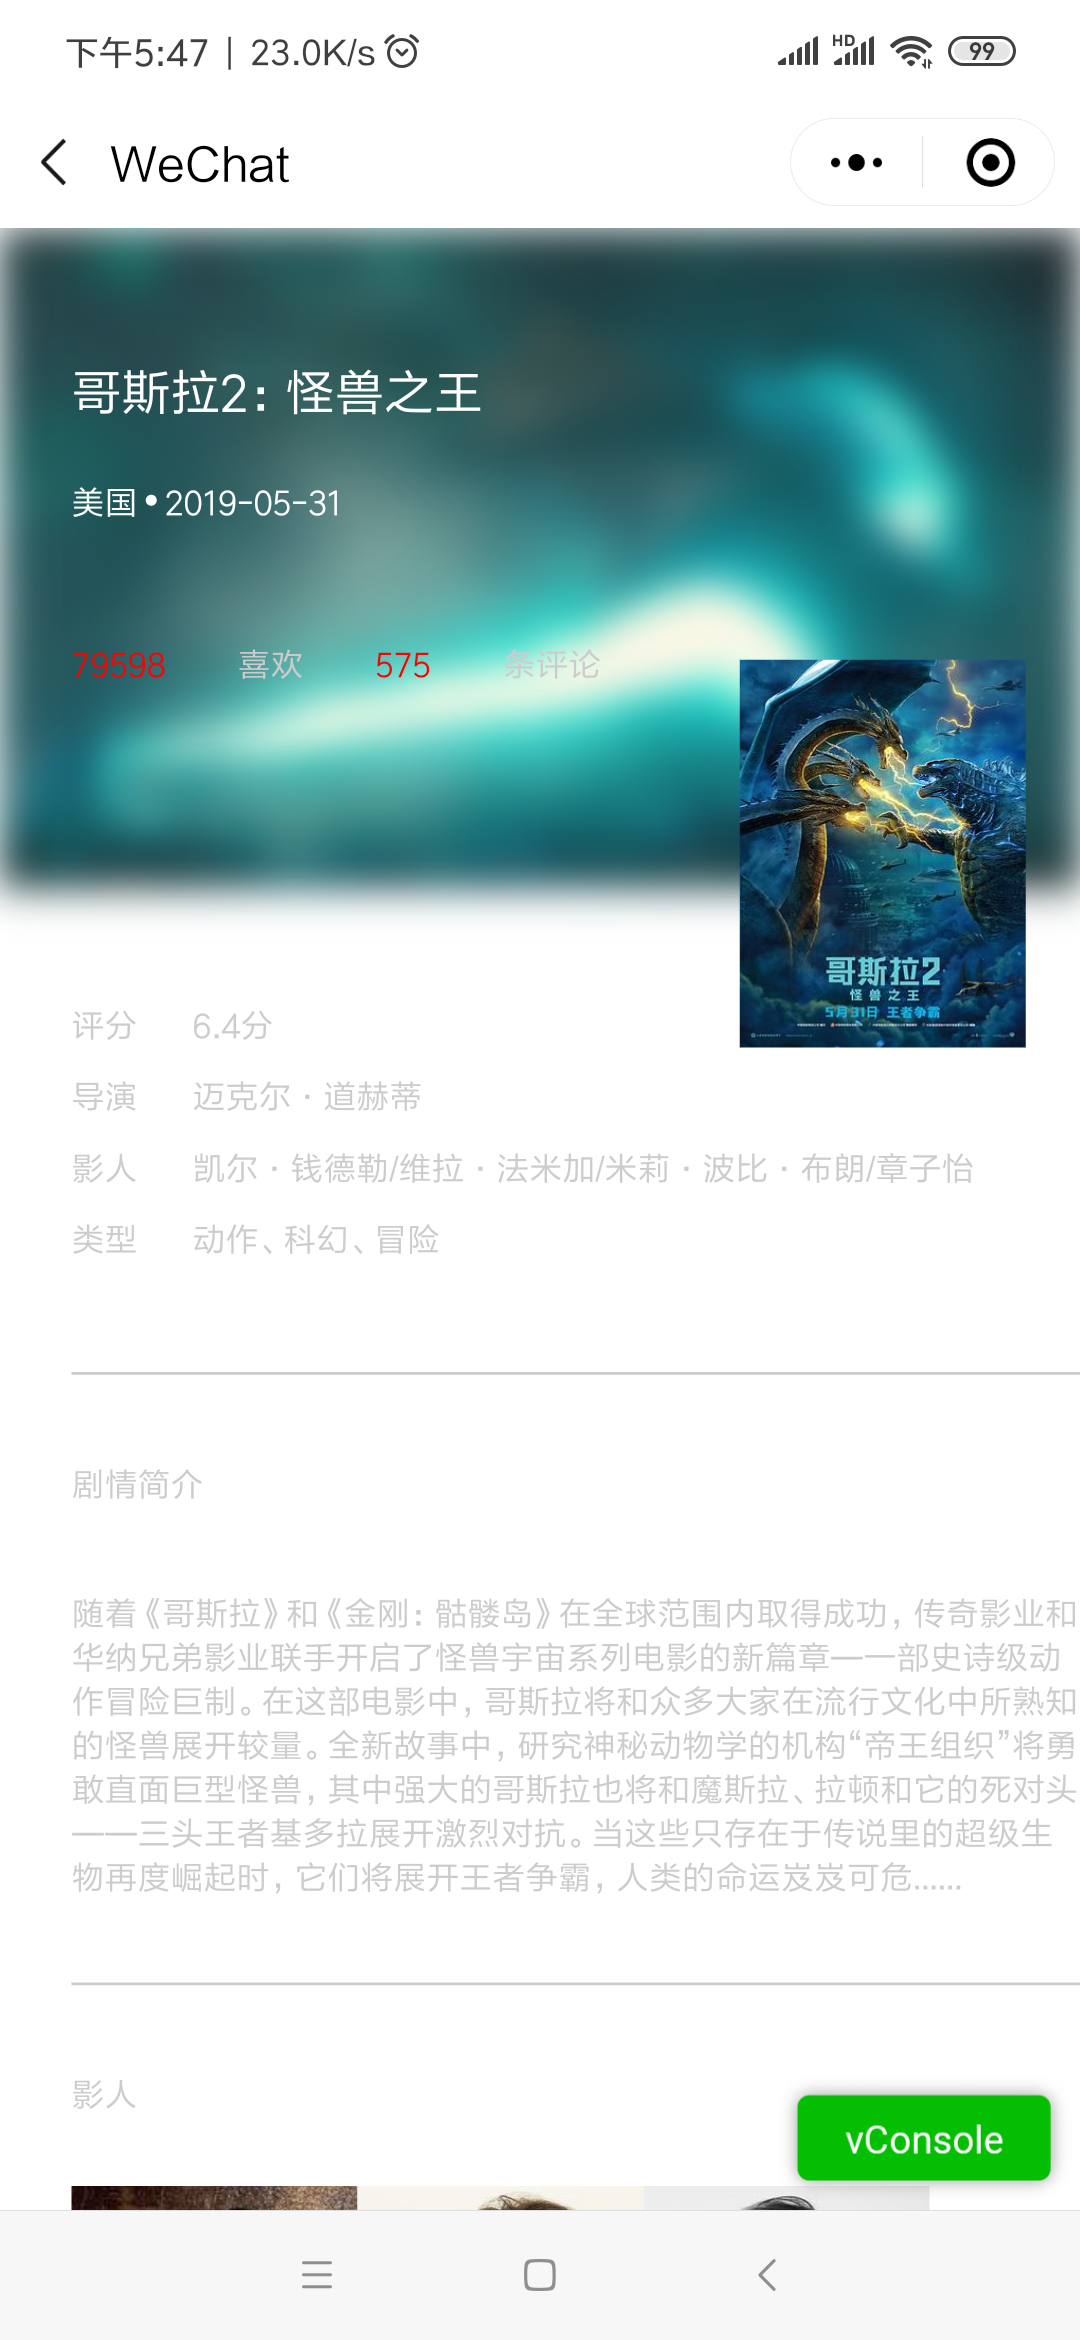 下午5:47 | 23.0K/s
HD
99
WeChat
哥斯拉2：怪兽之王
美国•2019-05-31
79598 喜欢 575 条评论
哥斯拉2
怪兽之王
5月31日 王者争霸
评分 6.4分
导演 迈克尔·道赫蒂
影人 凯尔·钱德勒/维拉·法米加/米莉·波比·布朗/章子怡
类型 动作、科幻、冒险
剧情简介
随着《哥斯拉》和《金刚：骷髅岛》在全球范围内取得成功，传奇影业和
华纳兄弟影业联手开启了怪兽宇宙系列电影的新篇章—一部史诗级动
作冒险巨制。在这部电影中，哥斯拉将和众多大家在流行文化中所熟知
的怪兽展开较量。全新故事中，研究神秘动物学的机构“帝王组织”将勇
敢直面巨型怪兽，其中强大的哥斯拉也将和魔斯拉、拉顿和它的死对头
——三头王者基多拉展开激烈对抗。当这些只存在于传说里的超级生
物再度崛起时，它们将展开王者争霸，人类的命运岌岌可危......
影人
vConsole